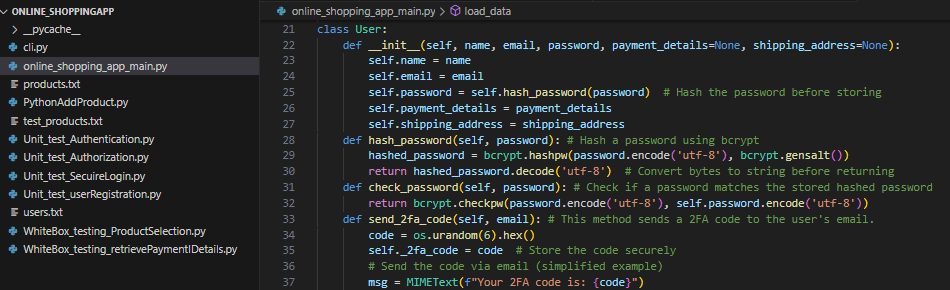 ONLINE_SHOPPINGAPP
__pycache__
cli.py
online_shopping_app_main.py
products.txt
PythonAddProduct.py
test_products.txt
Unit_test_Authentication.py
Unit_test_Authorization.py
Unit_test_SecuireLogin.py
Unit_test_userRegistration.py
users.txt
WhiteBox_testing_ProductSelection.py
WhiteBox_testing_retrievePaymentlDetails.py
online_shopping_app_main.py > load_data
21 class User:
22     def __init__(self, name, email, password, payment_details=None, shipping_address=None):
23         self.name = name
24         self.email = email
25         self.password = self.hash_password(password)  # Hash the password before storing
26         self.payment_details = payment_details
27         self.shipping_address = shipping_address
28     def hash_password(self, password): # Hash a password using bcrypt
29         hashed_password = bcrypt.hashpw(password.encode('utf-8'), bcrypt.gensalt())
30         return hashed_password.decode('utf-8')  # Convert bytes to string before returning
31     def check_password(self, password): # Check if a password matches the stored hashed password
32         return bcrypt.checkpw(password.encode('utf-8'), self.password.encode('utf-8'))
33     def send_2fa_code(self, email): # This method sends a 2FA code to the user's email.
34         code = os.urandom(6).hex()
35         self._2fa_code = code  # Store the code securely
36         # Send the code via email (simplified example)
37         msg = MIMEText(f"Your 2FA code is: {code}")